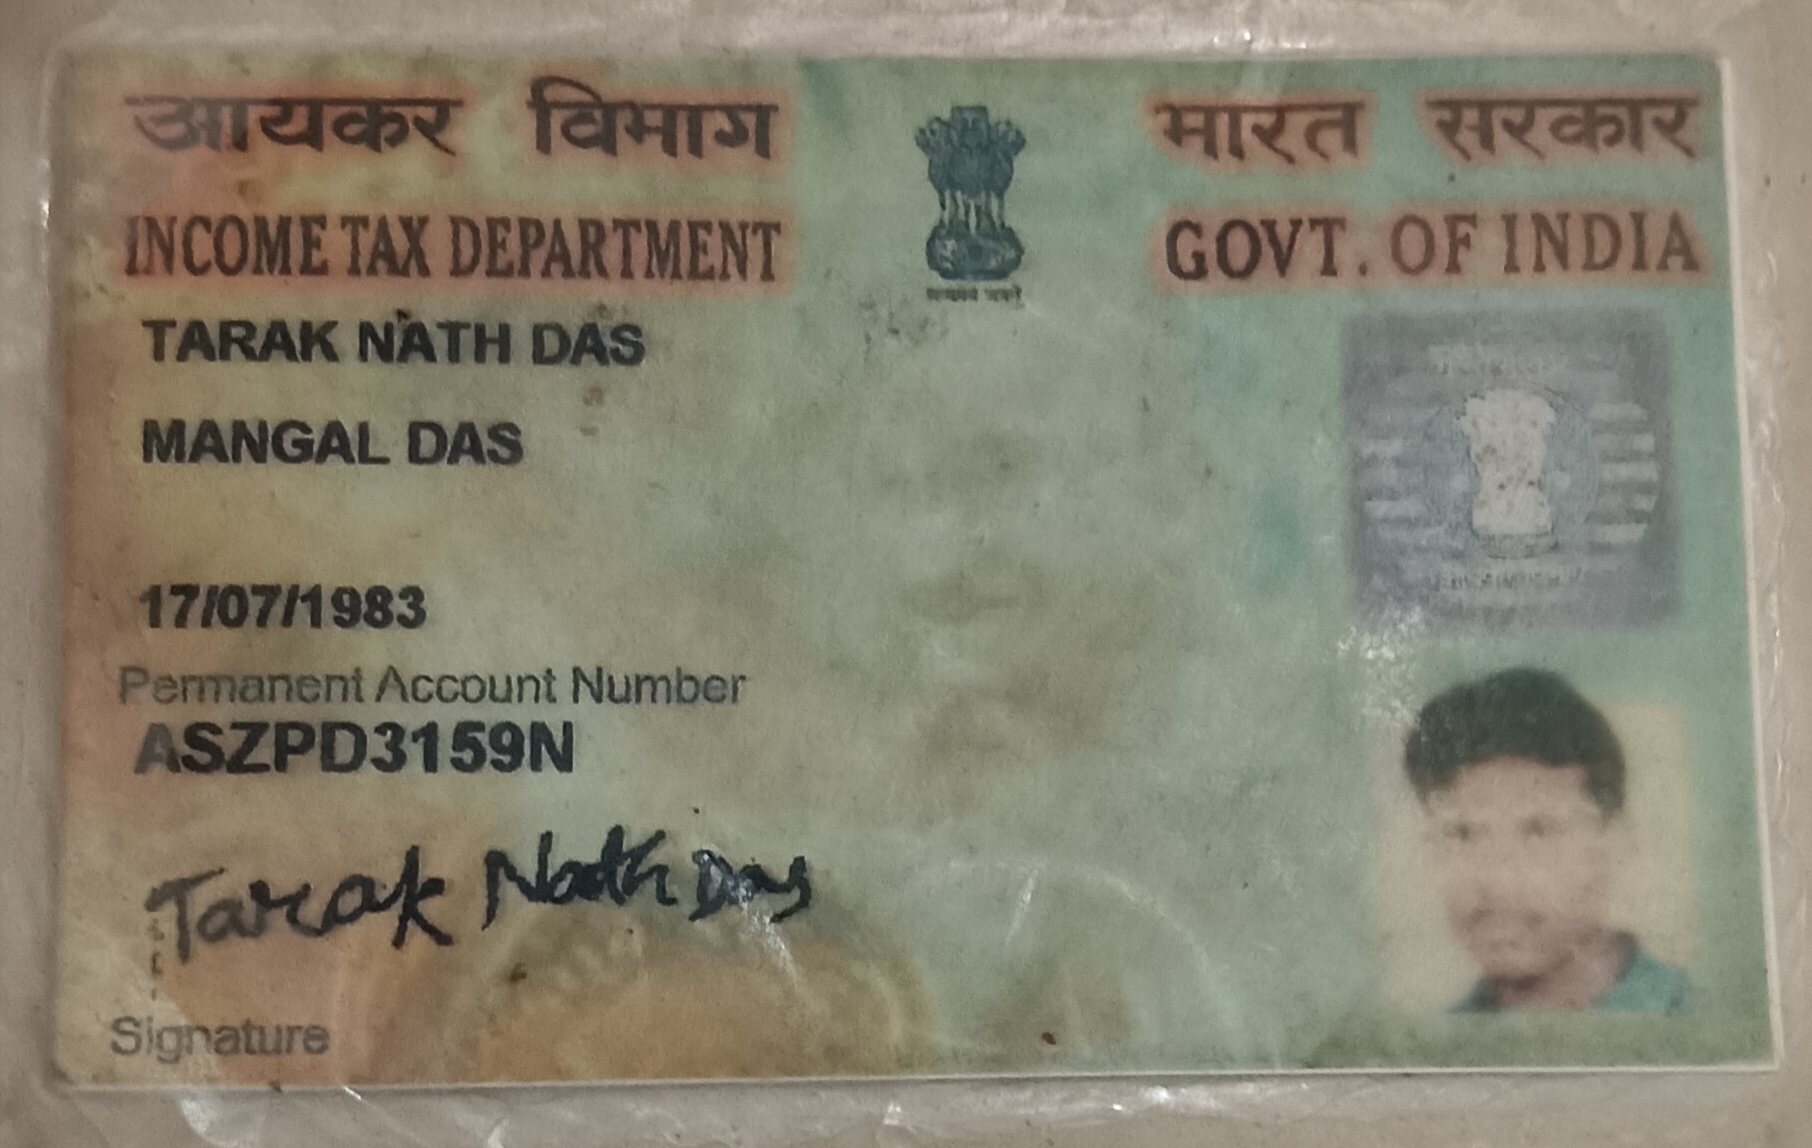 आयकर विभाग
INCOME TAX DEPARTMENT
भारत सरकार
GOVT. OF INDIA
TARAK NATH DAS
MANGAL DAS
17/07/1983
Permanent Account Number
ASZPD3159N
Tarak Nath Das
Signature